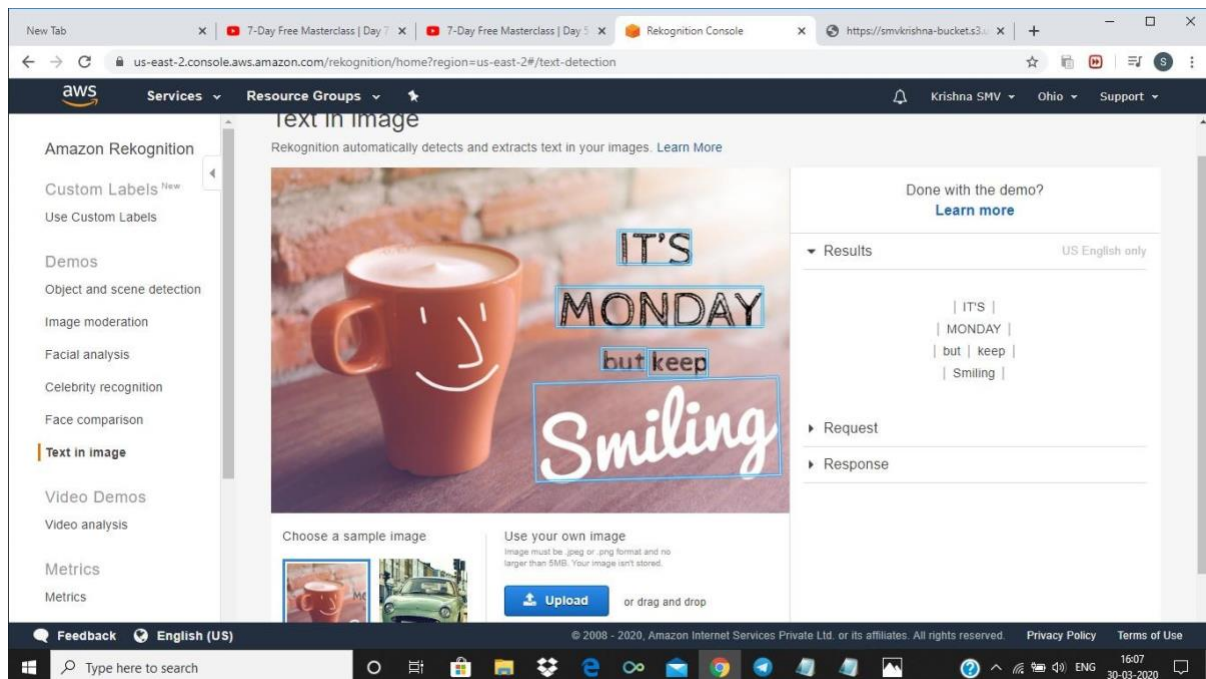 New Tab
7-Day Free Masterclass | Day 7
7-Day Free Masterclass | Day 5
Rekognition Console
https://smvkrishna-bucket.s3.u
us-east-2.console.aws.amazon.com/rekognition/home?region=us-east-2#/text-detection
S
aws Services Resource Groups Krishna SMV Ohio Support
Amazon Rekognition
Custom Labels New
Use Custom Labels
Demos
Object and scene detection
Image moderation
Facial analysis
Celebrity recognition
Face comparison
Text in image
Video Demos
Video analysis
Metrics
Metrics
Text in image
Rekognition automatically detects and extracts text in your images. Learn More
IT'S
MONDAY
but keep
Smiling
Choose a sample image
Use your own image
Image must be .jpeg or .png format and no
larger than 5MB. Your image isn't stored.
Upload or drag and drop
Done with the demo?
Learn more
Results US English only
| IT'S |
| MONDAY |
| but | keep |
| Smiling |
Request
Response
Feedback English (US) © 2008 - 2020, Amazon Internet Services Private Ltd. or its affiliates. All rights reserved. Privacy Policy Terms of Use
Type here to search ENG 16:07
30-03-2020